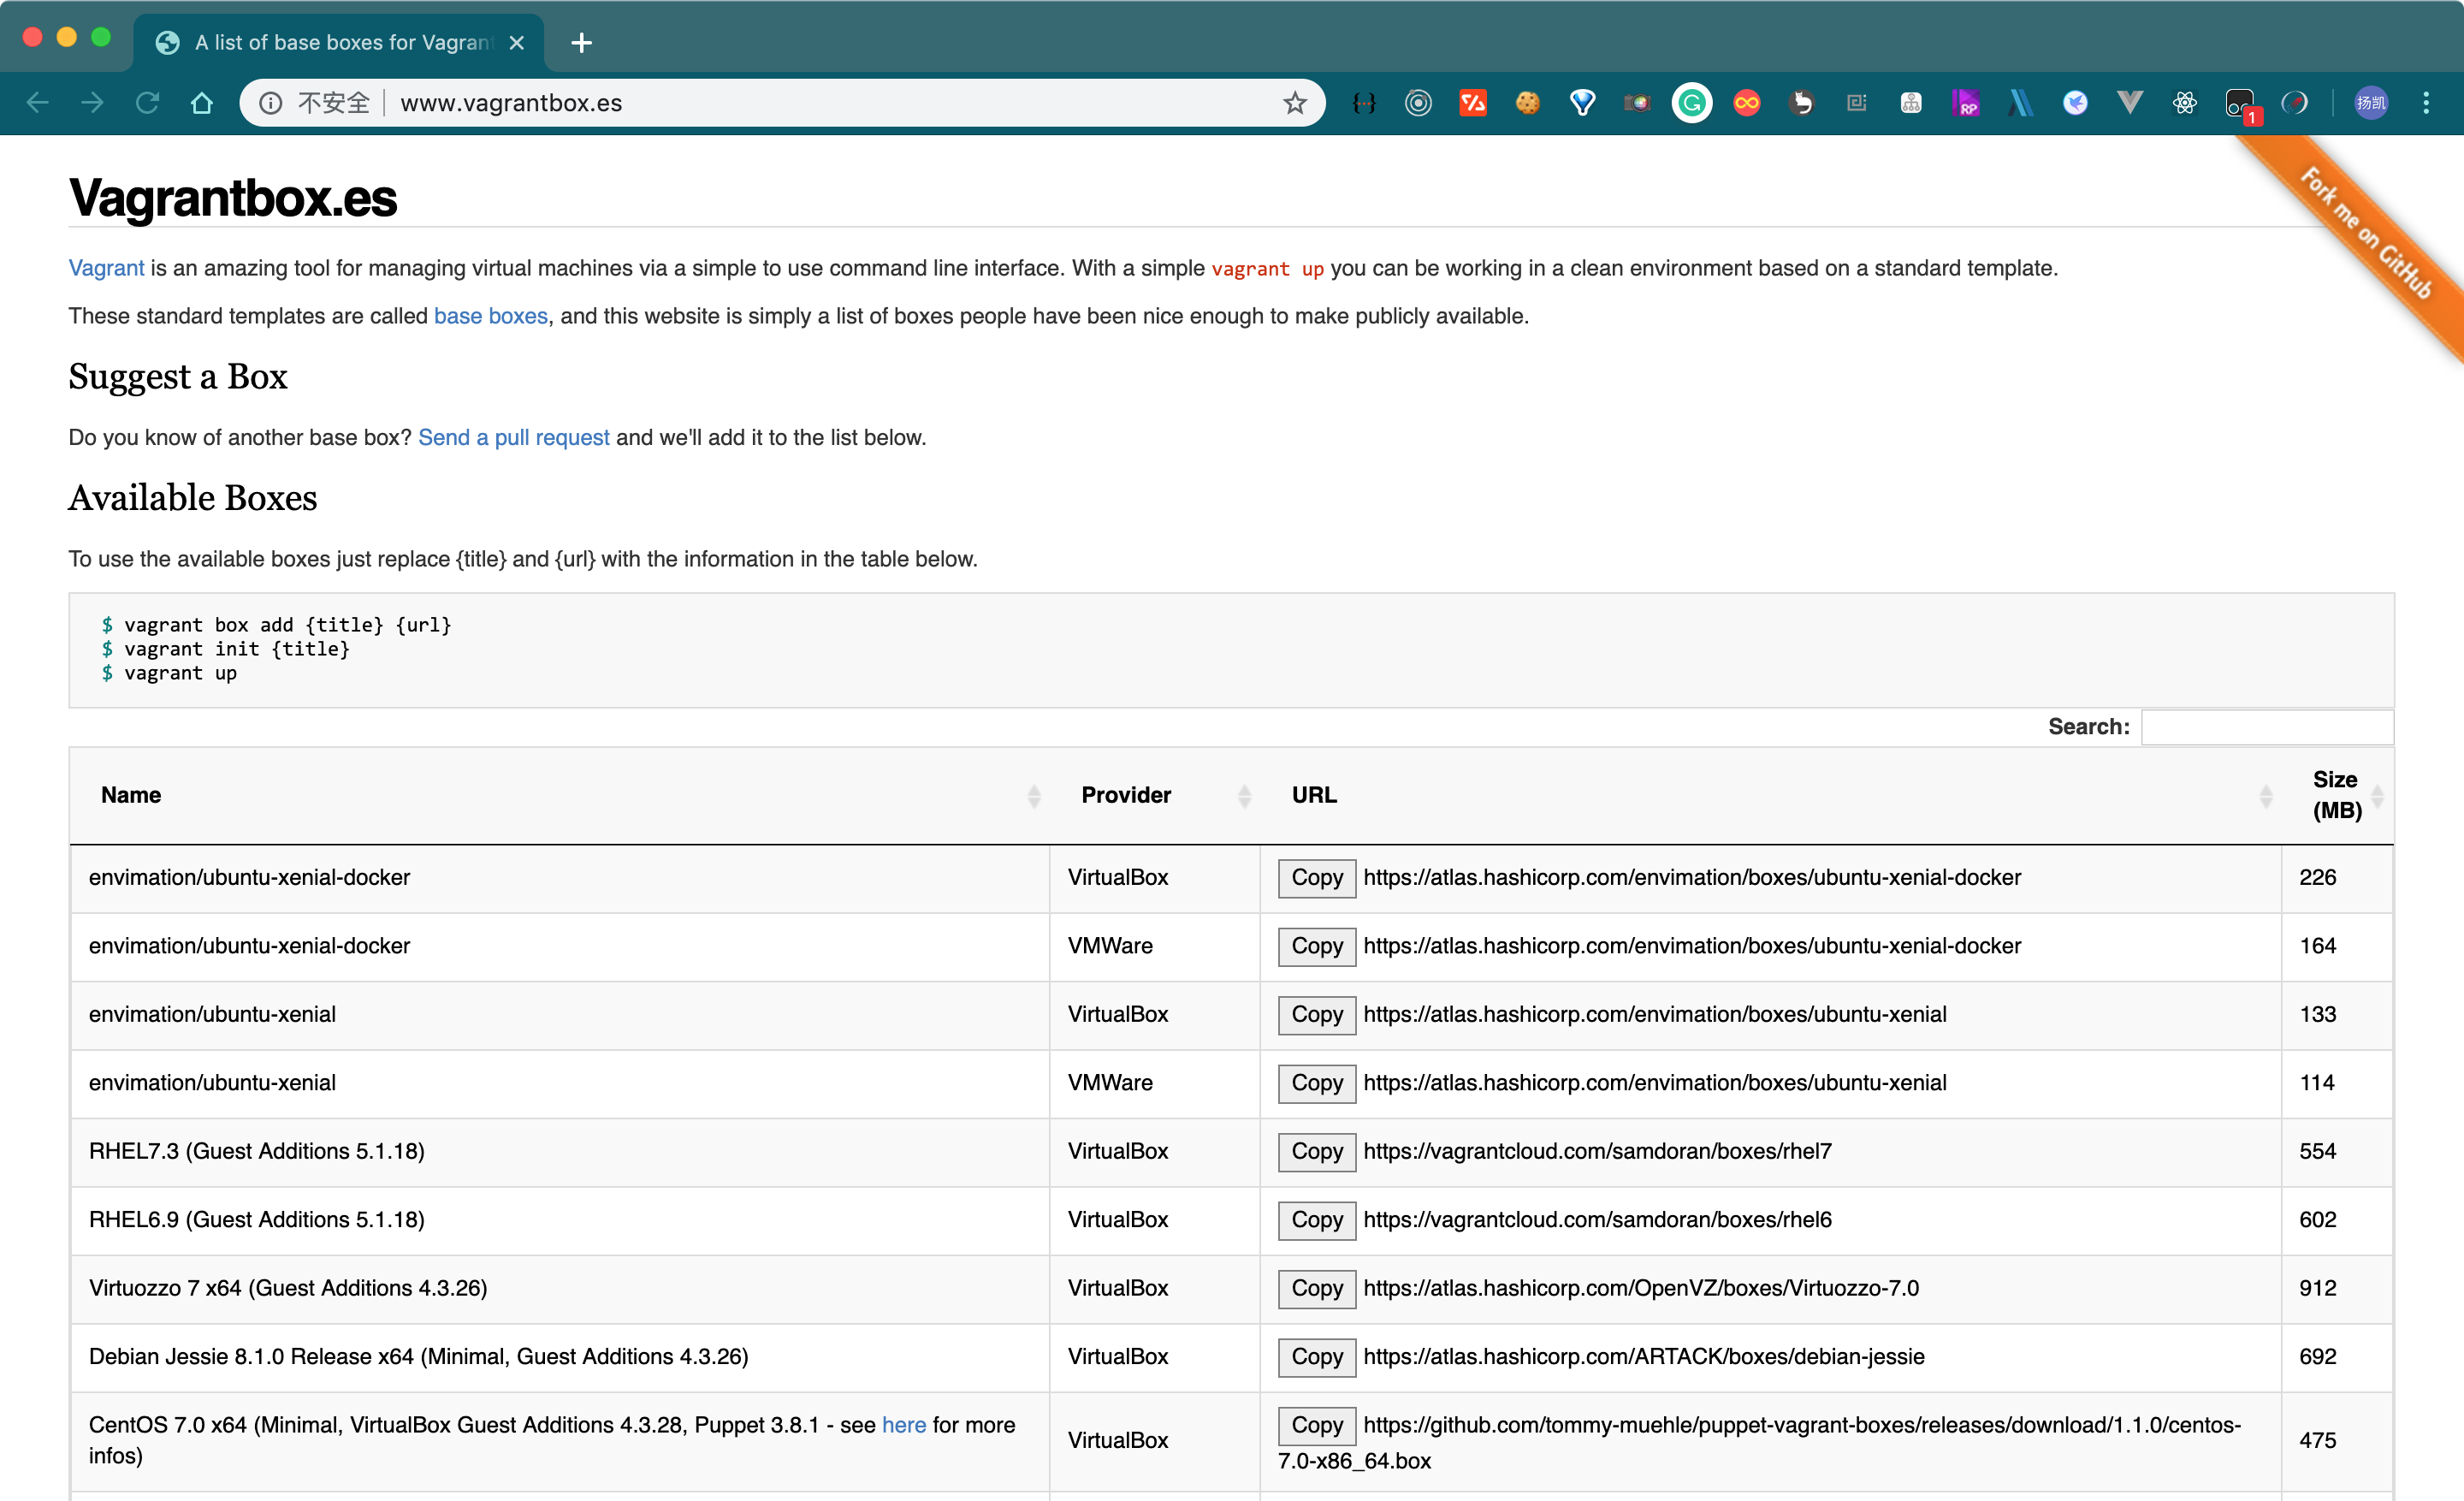 A list of base boxes for Vagrant
不安全
www.vagrantbox.es
RP
1
扬凯
Fork me on GitHub
Vagrantbox.es
Vagrant is an amazing tool for managing virtual machines via a simple to use command line interface. With a simple vagrant up you can be working in a clean environment based on a standard template.
These standard templates are called base boxes, and this website is simply a list of boxes people have been nice enough to make publicly available.
Suggest a Box
Do you know of another base box? Send a pull request and we'll add it to the list below.
Available Boxes
To use the available boxes just replace {title} and {url} with the information in the table below.
$ vagrant box add {title} {url}
$ vagrant init {title}
$ vagrant up
Search:
Name Provider URL Size
(MB)
envimation/ubuntu-xenial-docker VirtualBox Copy https://atlas.hashicorp.com/envimation/boxes/ubuntu-xenial-docker 226
envimation/ubuntu-xenial-docker VMWare Copy https://atlas.hashicorp.com/envimation/boxes/ubuntu-xenial-docker 164
envimation/ubuntu-xenial VirtualBox Copy https://atlas.hashicorp.com/envimation/boxes/ubuntu-xenial 133
envimation/ubuntu-xenial VMWare Copy https://atlas.hashicorp.com/envimation/boxes/ubuntu-xenial 114
RHEL7.3 (Guest Additions 5.1.18) VirtualBox Copy https://vagrantcloud.com/samdoran/boxes/rhel7 554
RHEL6.9 (Guest Additions 5.1.18) VirtualBox Copy https://vagrantcloud.com/samdoran/boxes/rhel6 602
Virtuozzo 7 x64 (Guest Additions 4.3.26) VirtualBox Copy https://atlas.hashicorp.com/OpenVZ/boxes/Virtuozzo-7.0 912
Debian Jessie 8.1.0 Release x64 (Minimal, Guest Additions 4.3.26) VirtualBox Copy https://atlas.hashicorp.com/ARTACK/boxes/debian-jessie 692
CentOS 7.0 x64 (Minimal, VirtualBox Guest Additions 4.3.28, Puppet 3.8.1 - see here for more
infos) VirtualBox Copy https://github.com/tommy-muehle/puppet-vagrant-boxes/releases/download/1.1.0/centos-
7.0-x86_64.box 475